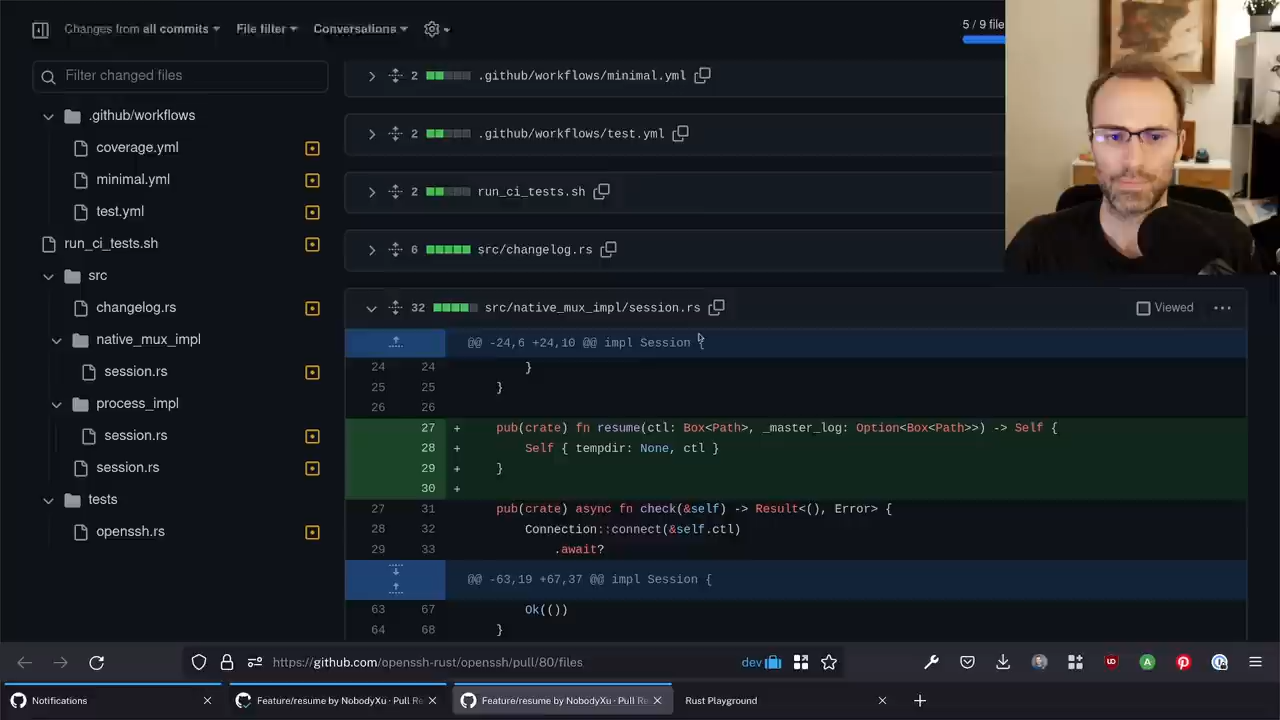 Changes from all commits
File filter
Conversations
5 / 9 file
Filter changed files
.github/workflows
coverage.yml
minimal.yml
test.yml
run_ci_tests.sh
src
changelog.rs
native_mux_impl
session.rs
process_impl
session.rs
session.rs
tests
openssh.rs
2 .github/workflows/minimal.yml
2 .github/workflows/test.yml
2 run_ci_tests.sh
6 src/changelog.rs
32 src/native_mux_impl/session.rs Viewed
@@ -24,6 +24,10 @@ impl Session {
24 24 }
25 25 }
26 26
27 + pub(crate) fn resume(ctl: Box<Path>, _master_log: Option<Box<Path>>) -> Self {
28 + Self { tempdir: None, ctl }
29 + }
30 +
27 31 pub(crate) async fn check(&self) -> Result<(), Error> {
28 32 Connection::connect(&self.ctl)
29 33 .await?
@@ -63,19 +67,37 @@ impl Session {
63 67 Ok(())
64 68 }
https://github.com/openssh-rust/openssh/pull/80/files
dev
Notifications
Feature/resume by NobodyXu · Pull Re
Feature/resume by NobodyXu · Pull Re
Rust Playground